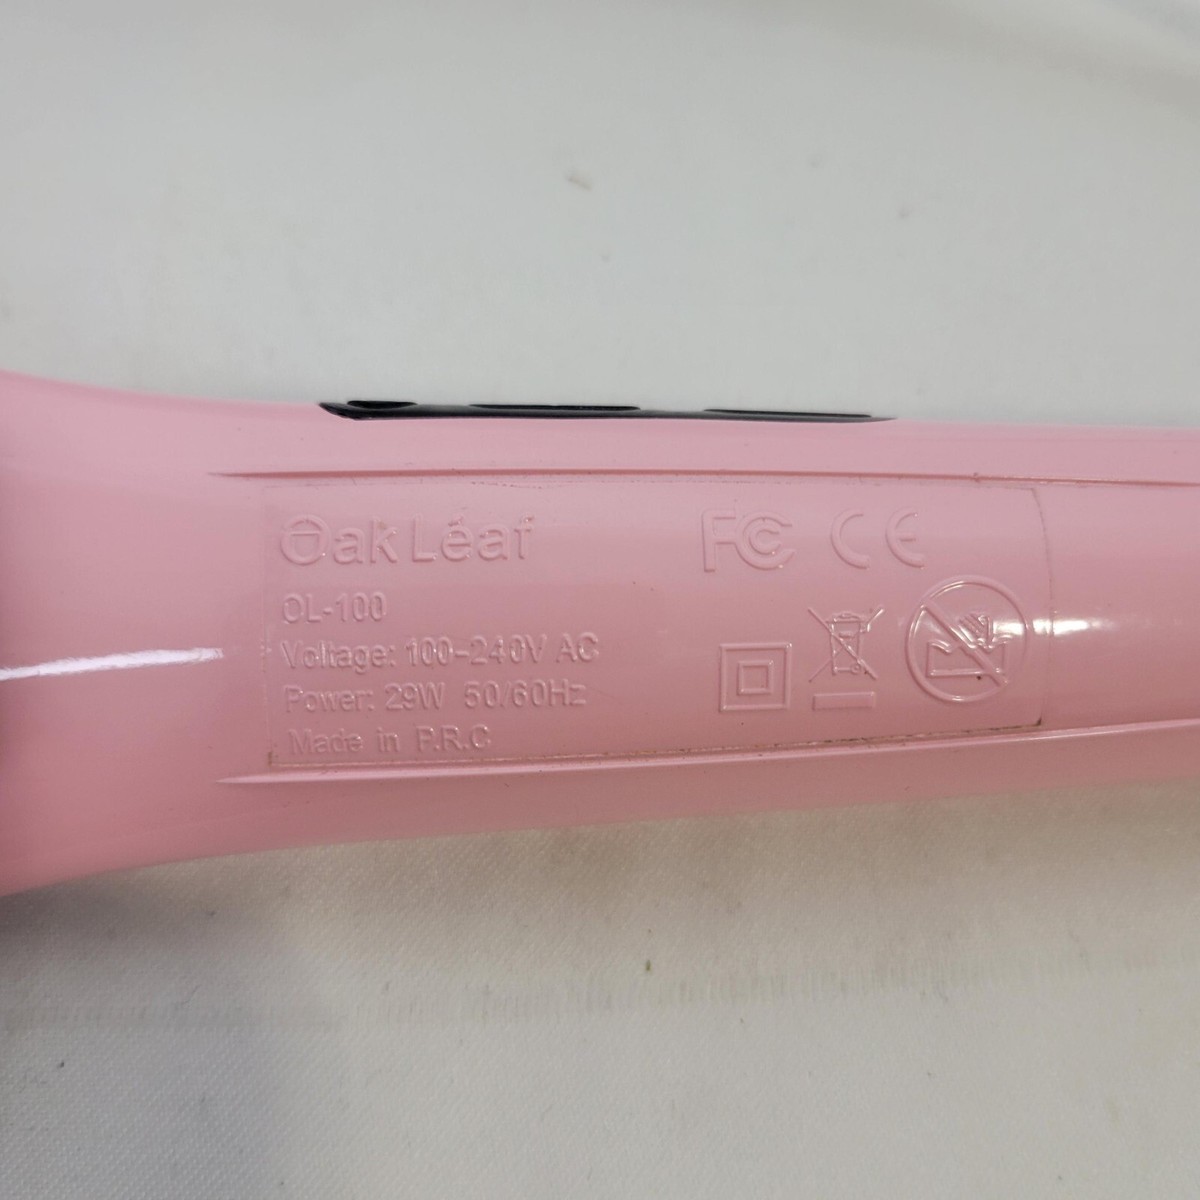 Oak Léaf
FC CE
OL-100
Voltage: 100-240V AC
Power: 29W 50/60Hz
Made in P.R.C